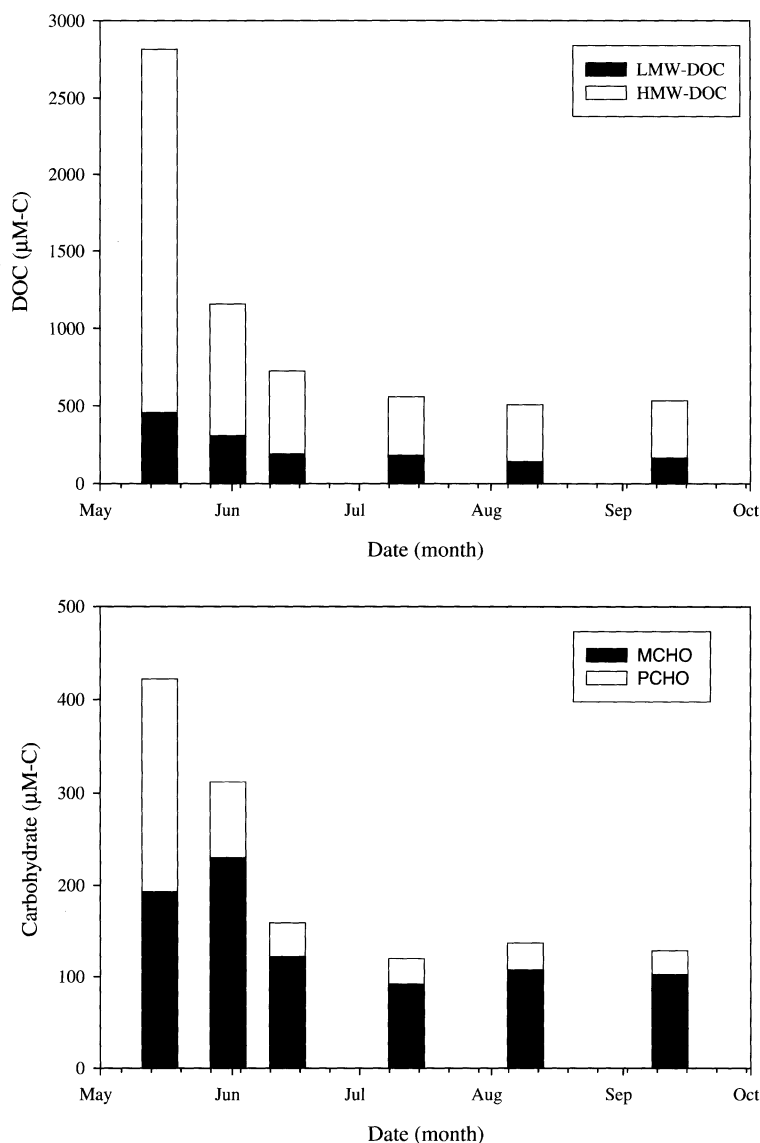 3000
2500
2000
1500
1000
500
0
DOC (µM-C)
LMW-DOC
HMW-DOC
May Jun Jul Aug Sep Oct
Date (month)
500
400
300
200
100
0
Carbohydrate (µM-C)
MCHO
PCHO
May Jun Jul Aug Sep Oct
Date (month)